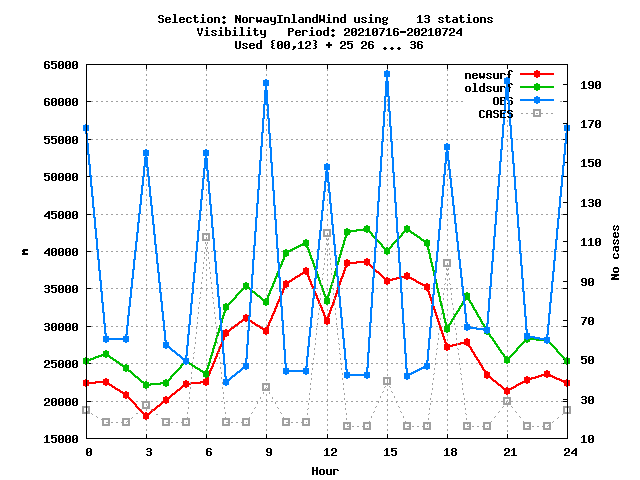 Selection: NorwayInlandWind using    13 stations
Visibility   Period: 20210716-20210724
Used {00,12} + 25 26 ... 36
65000
60000
55000
50000
45000
40000
35000
30000
25000
20000
15000
m
newsurf
oldsurf
OBS
CASES
190
170
150
130
110
90
70
50
30
10
No cases
0 3 6 9 12 15 18 21 24
Hour